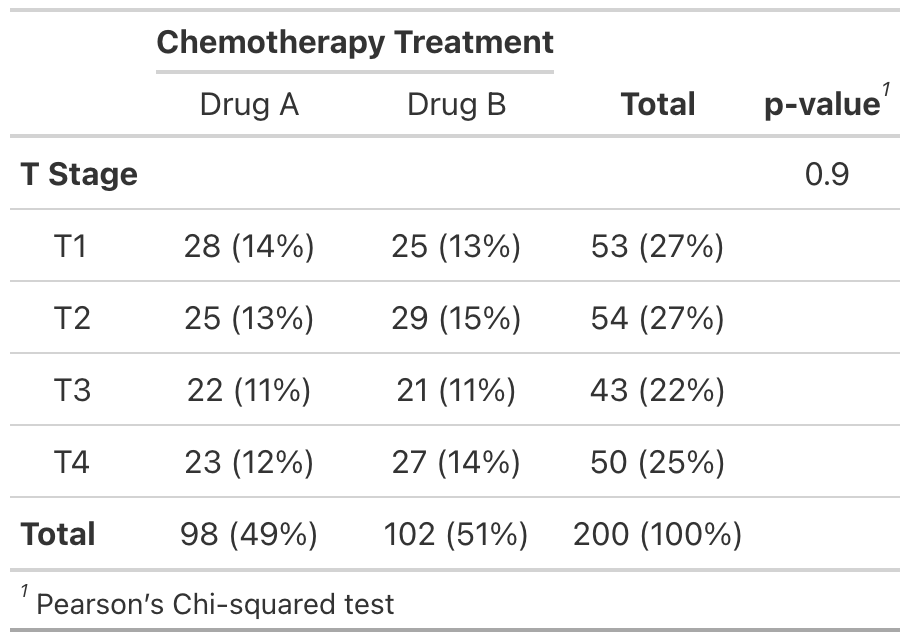 Chemotherapy Treatment
Drug A Drug B Total p-value¹
T Stage 0.9
T1 28 (14%) 25 (13%) 53 (27%)
T2 25 (13%) 29 (15%) 54 (27%)
T3 22 (11%) 21 (11%) 43 (22%)
T4 23 (12%) 27 (14%) 50 (25%)
Total 98 (49%) 102 (51%) 200 (100%)
¹ Pearson’s Chi-squared test